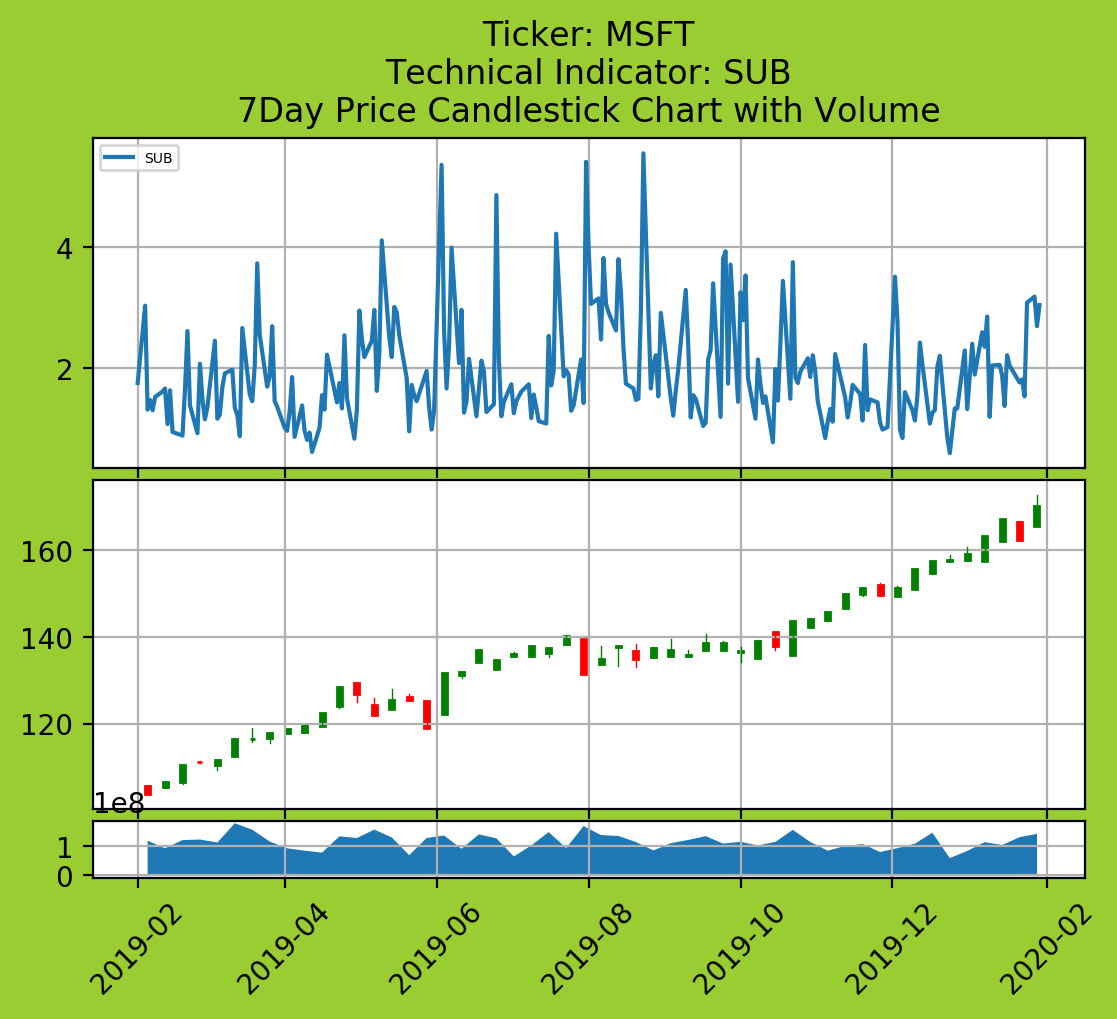 Ticker: MSFT
Technical Indicator: SUB
7Day Price Candlestick Chart with Volume
SUB
4
2
160
140
120
1e8
1
0
2019-02
2019-04
2019-06
2019-08
2019-10
2019-12
2020-02